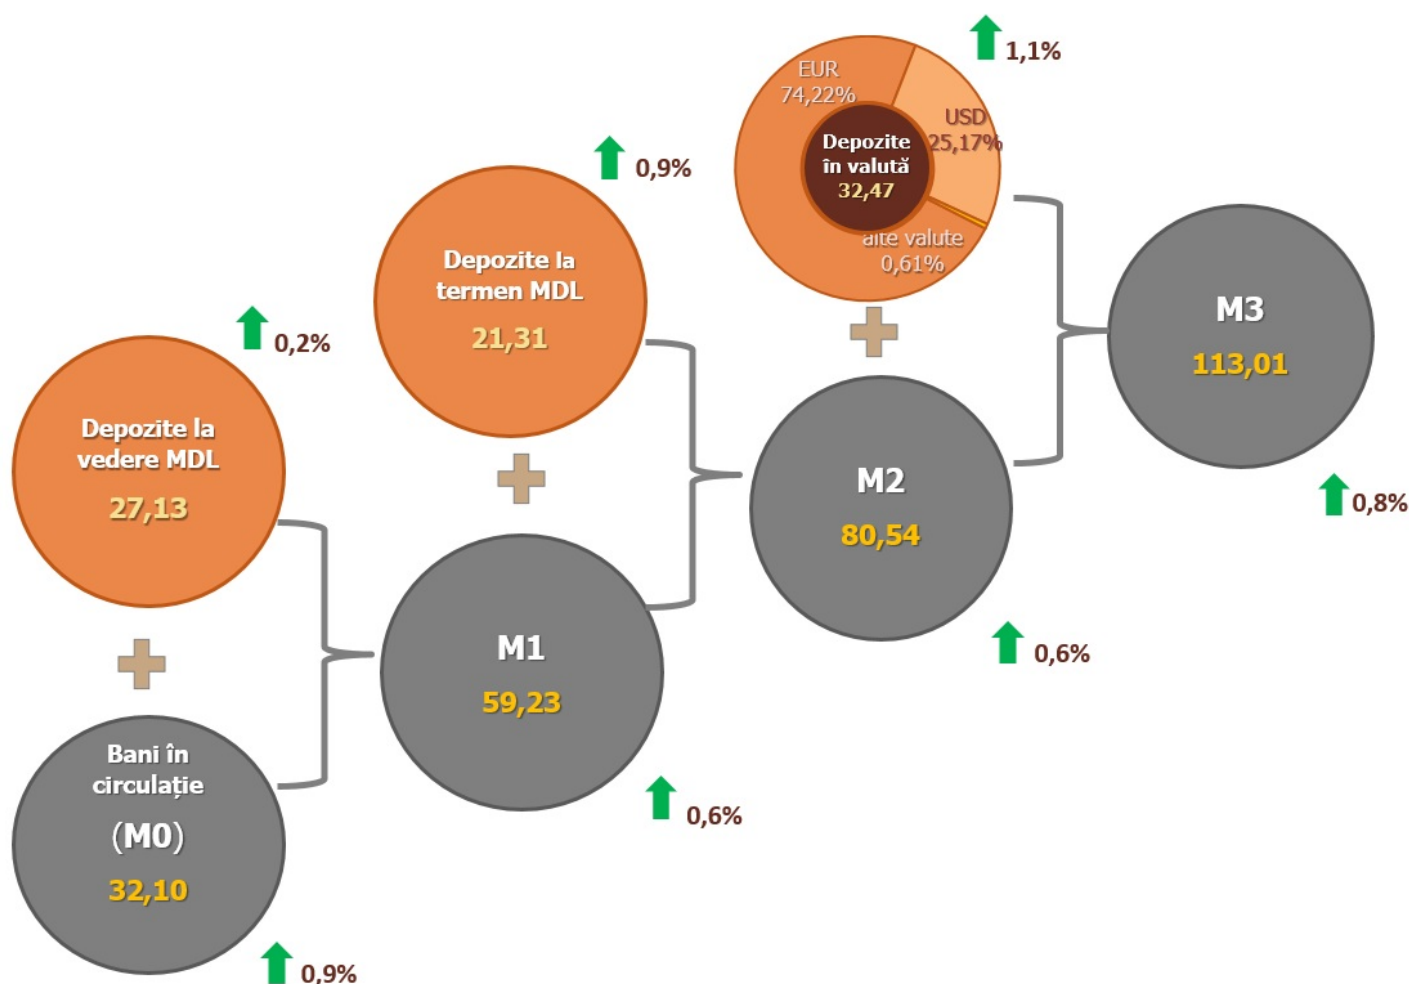 1,1%
EUR
74,22%
USD
25,17%
Depozite
în valută
32,47
alte valute
0,61%
0,9%
Depozite la
termen MDL
21,31
0,2%
Depozite la
vedere MDL
27,13
M3
113,01
0,8%
M2
80,54
0,6%
M1
59,23
0,6%
Bani în
circulație
(M0)
32,10
0,9%